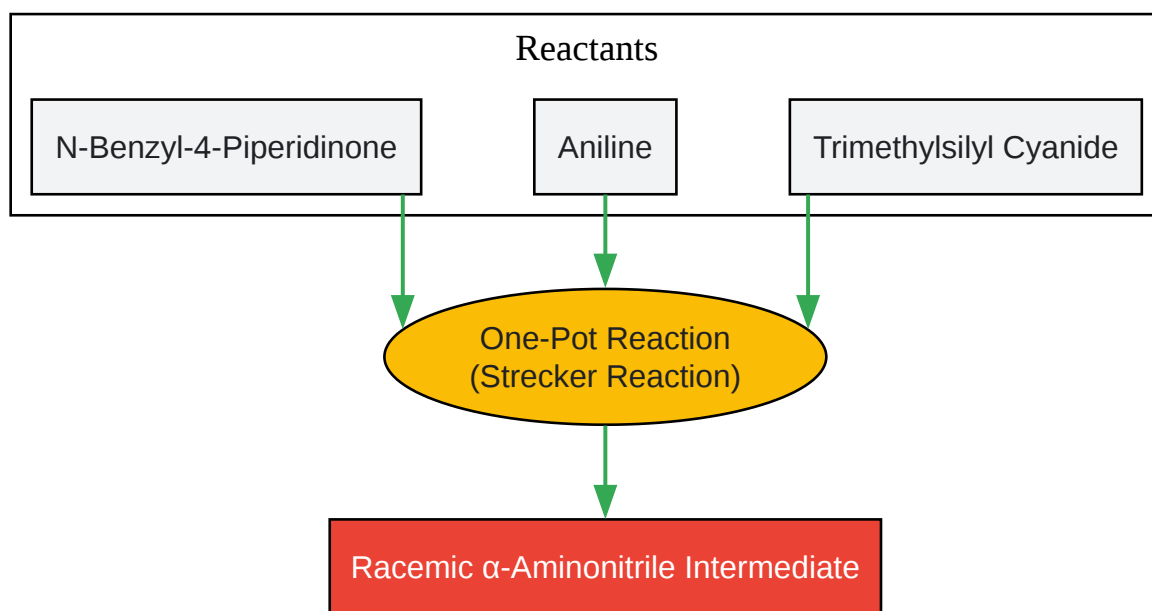 Reactants
N-Benzyl-4-Piperidinone
Aniline
Trimethylsilyl Cyanide
One-Pot Reaction
(Strecker Reaction)
Racemic α-Aminonitrile Intermediate